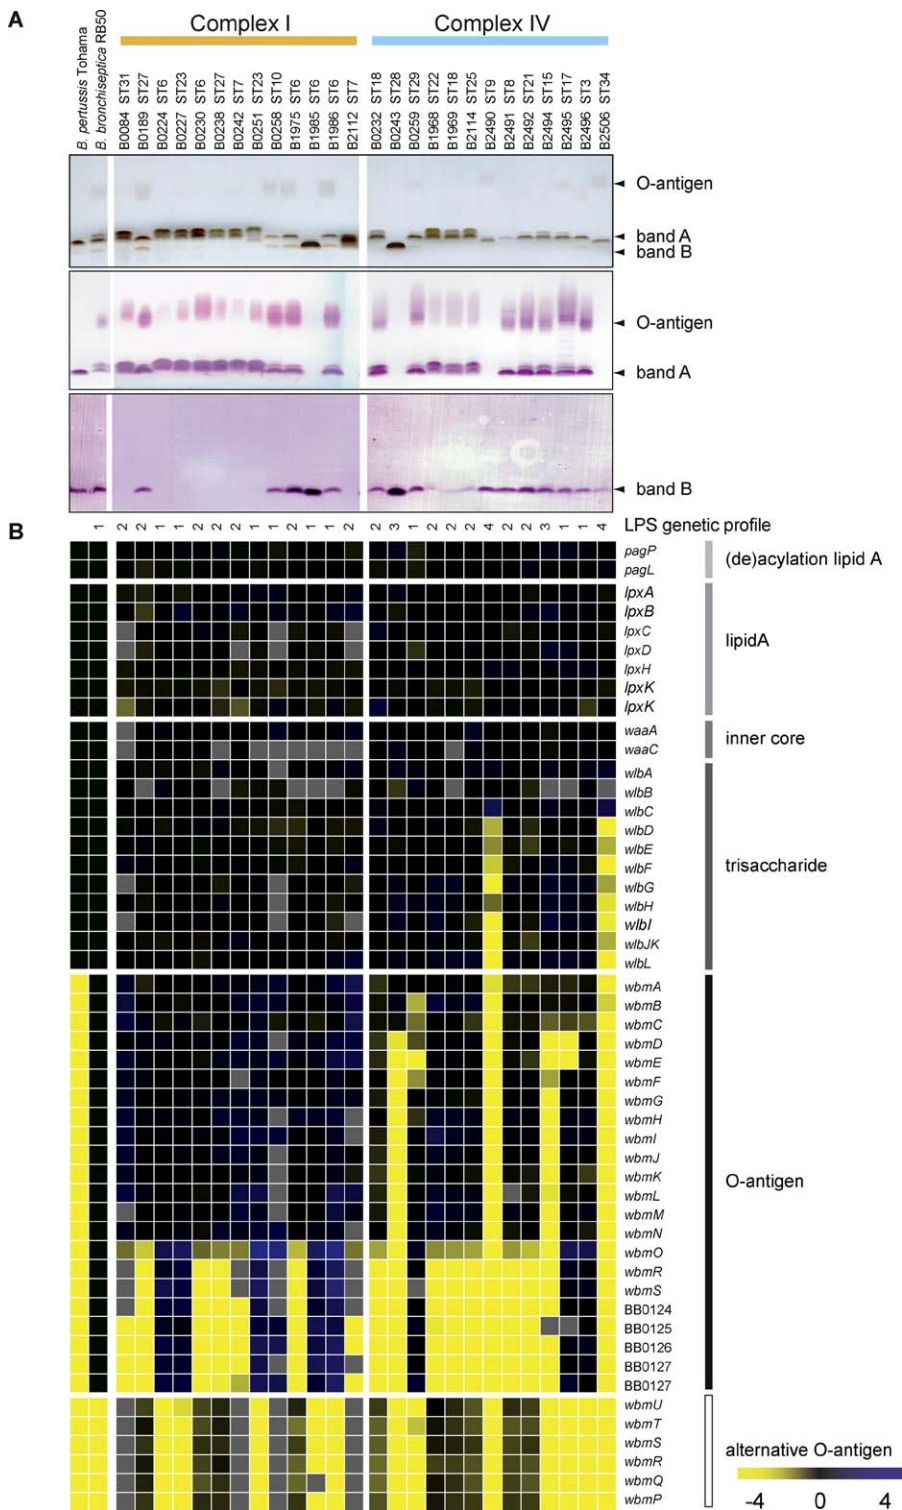 A
Complex I
Complex IV
B. pertussis Tohama
B. bronchiseptica RB50
B0084 ST31
B0189 ST27
B0224 ST6
B0227 ST23
B0230 ST6
B0238 ST27
B0242 ST7
B0251 ST23
B0258 ST10
B1975 ST6
B1985 ST6
B1986 ST6
B2112 ST7
B0232 ST18
B0243 ST28
B0259 ST29
B1968 ST22
B1969 ST18
B2114 ST25
B2490 ST9
B2491 ST8
B2492 ST21
B2494 ST15
B2495 ST17
B2496 ST3
B2506 ST34
O-antigen
band A
band B
O-antigen
band A
band B
B
1 2 2 1 1 2 2 2 1 1 2 1 1 2 2 3 1 2 2 2 4 2 2 3 1 1 4 LPS genetic profile
pagP
pagL
(de)acylation lipid A
lpxA
lpxB
lpxC
lpxD
lpxH
lpxK
lpxK
lipidA
waaA
waaC
inner core
wlbA
wlbB
wlbC
wlbD
wlbE
wlbF
wlbG
wlbH
wlbI
wlbJK
wlbL
trisaccharide
wbmA
wbmB
wbmC
wbmD
wbmE
wbmF
wbmG
wbmH
wbmI
wbmJ
wbmK
wbmL
wbmM
wbmN
wbmO
wbmR
wbmS
BB0124
BB0125
BB0126
BB0127
BB0127
O-antigen
wbmU
wbmT
wbmS
wbmR
wbmQ
wbmP
alternative O-antigen
-4 0 4